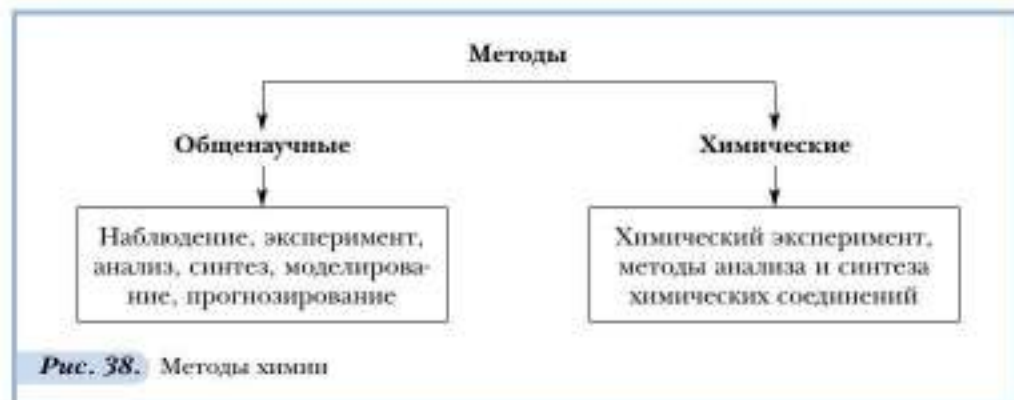 Методы
Общенаучные
Химические
Наблюдение, эксперимент,
анализ, синтез, моделирова-
ние, прогнозирование
Химический эксперимент,
методы анализа и синтеза
химических соединений
Рис. 38. Методы химии